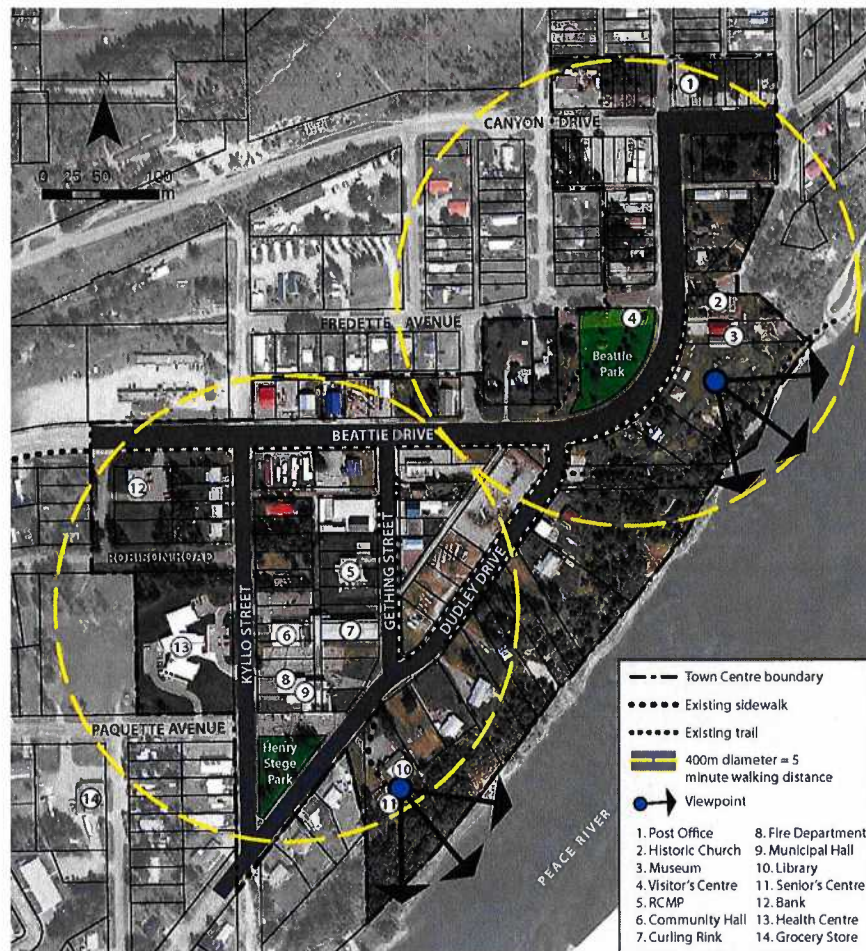 1
CANYON DRIVE
N
0 25 50 100
m
2
FREDETTE AVENUE
4
3
Beattie
Park
BEATTIE DRIVE
12
ROBISON ROAD
GETHING STREET
5
DUDLEY DRIVE
KYLLO STREET
6
7
13
8
9
PAQUETTE AVENUE
Henry
Stege
Park
10
11
14
PEACE RIVER
Town Centre boundary
Existing sidewalk
Existing trail
400m diameter = 5
minute walking distance
Viewpoint
1. Post Office
2. Historic Church
3. Museum
4. Visitor's Centre
5. RCMP
6. Community Hall
7. Curling Rink
8. Fire Department
9. Municipal Hall
10. Library
11. Senior's Centre
12. Bank
13. Health Centre
14. Grocery Store